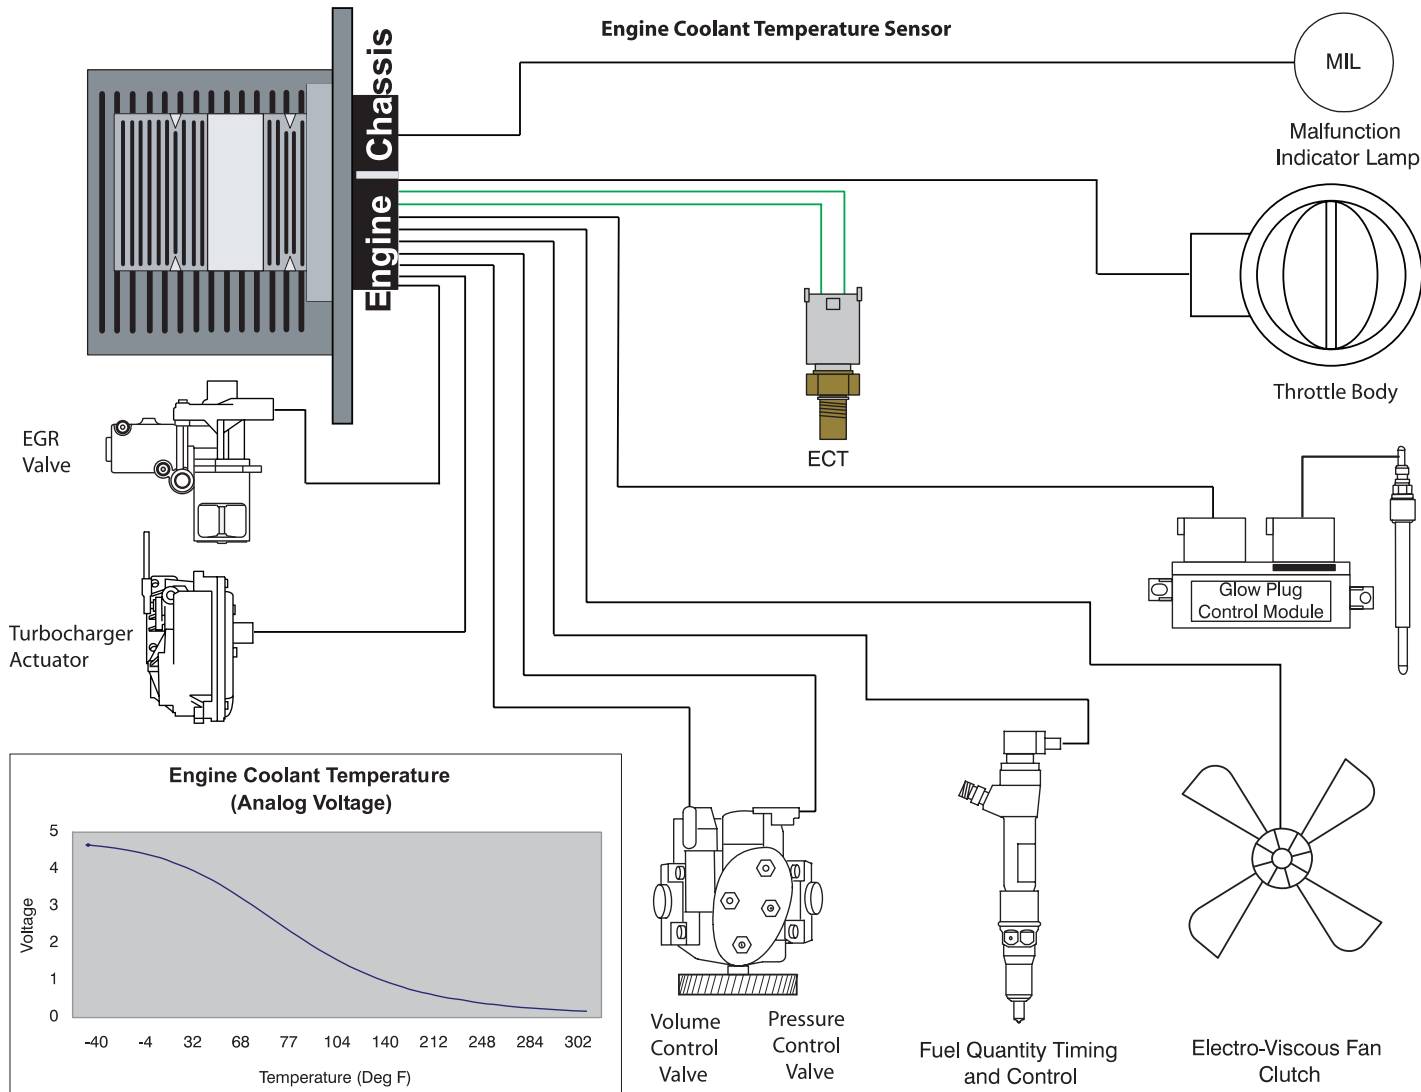 Engine Coolant Temperature Sensor
Chassis
Engine
MIL
Malfunction
Indicator Lamp
Throttle Body
ECT
EGR
Valve
Glow Plug
Control Module
Turbocharger
Actuator
Engine Coolant Temperature
(Analog Voltage)
Voltage
5
4
3
2
1
0
-40 -4 32 68 77 104 140 212 248 284 302
Temperature (Deg F)
Volume
Control
Valve
Pressure
Control
Valve
Fuel Quantity Timing
and Control
Electro-Viscous Fan
Clutch